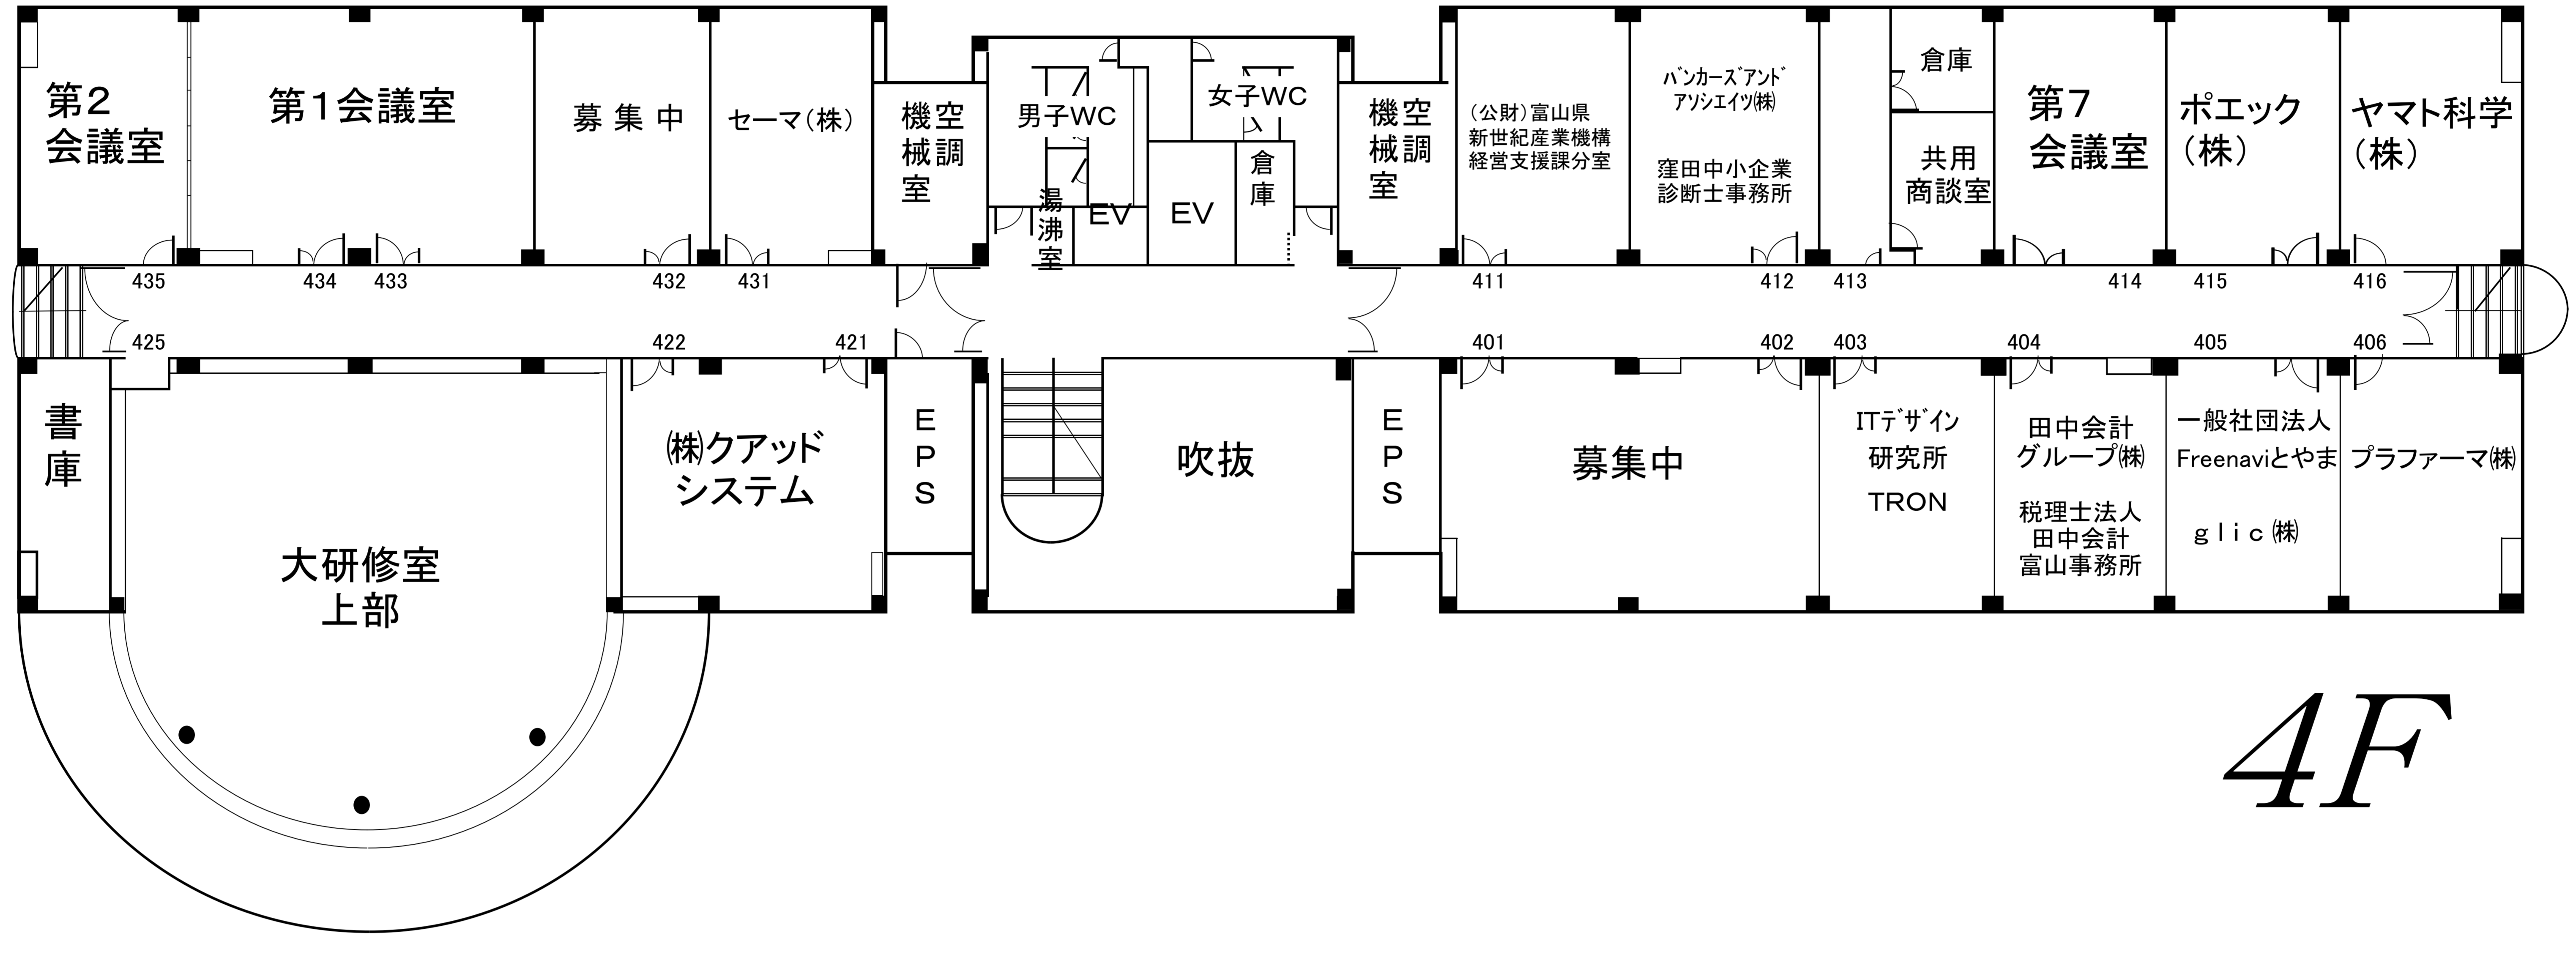 第２
会議室
第１会議室
募 集 中
セーマ（株）
空調
機械室
男子WC
女子WC
倉庫
湯沸室
EV
EV
空調
機械室
（公財）富山県
新世紀産業機構
経営支援課分室
ﾊﾞﾝｶｰｽﾞｱﾝﾄﾞ
ｱｿｼｴｲﾂ㈱
窪田中小企業
診断士事務所
倉庫
共用
商談室
第７
会議室
ポエック
（株）
ヤマト科学
（株）
435
434
433
432
431
411
412
413
414
415
416
425
422
421
401
402
403
404
405
406
書庫
大研修室
上部
㈱クアッド
システム
EPS
吹抜
EPS
募集中
ITﾃﾞｻﾞｲﾝ
研究所
TRON
田中会計
グループ㈱
税理士法人
田中会計
富山事務所
一般社団法人
Freenaviとやま
ｇｌｉｃ㈱
プラファーマ㈱
4F